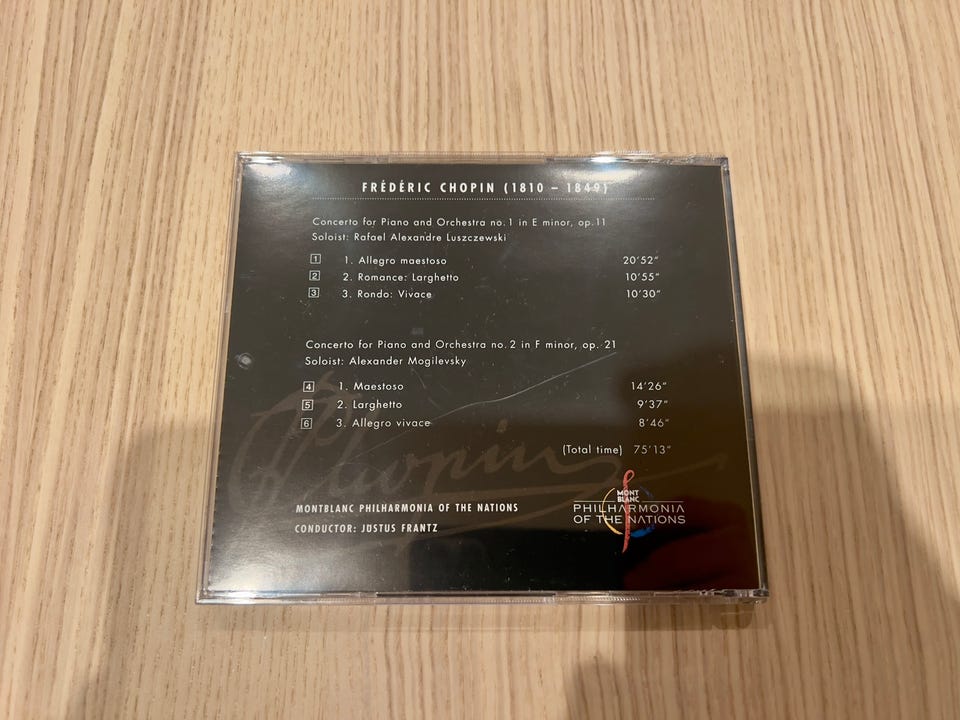 FRÉDÉRIC CHOPIN (1810 – 1849)
Concerto for Piano and Orchestra no.1 in E minor, op.11
Soloist: Rafael Alexandre Luszczewski
1 1. Allegro maestoso 20'52"
2 2. Romance: Larghetto 10'55"
3 3. Rondo: Vivace 10'30"
Concerto for Piano and Orchestra no.2 in F minor, op.21
Soloist: Alexander Mogilevsky
4 1. Maestoso 14'26"
5 2. Larghetto 9'37"
6 3. Allegro vivace 8'46"
(Total time) 75'13"
Chopin
MONTBLANC PHILHARMONIA OF THE NATIONS
CONDUCTOR: JUSTUS FRANTZ
MONT
BLANC
PHILHARMONIA
OF THE NATIONS